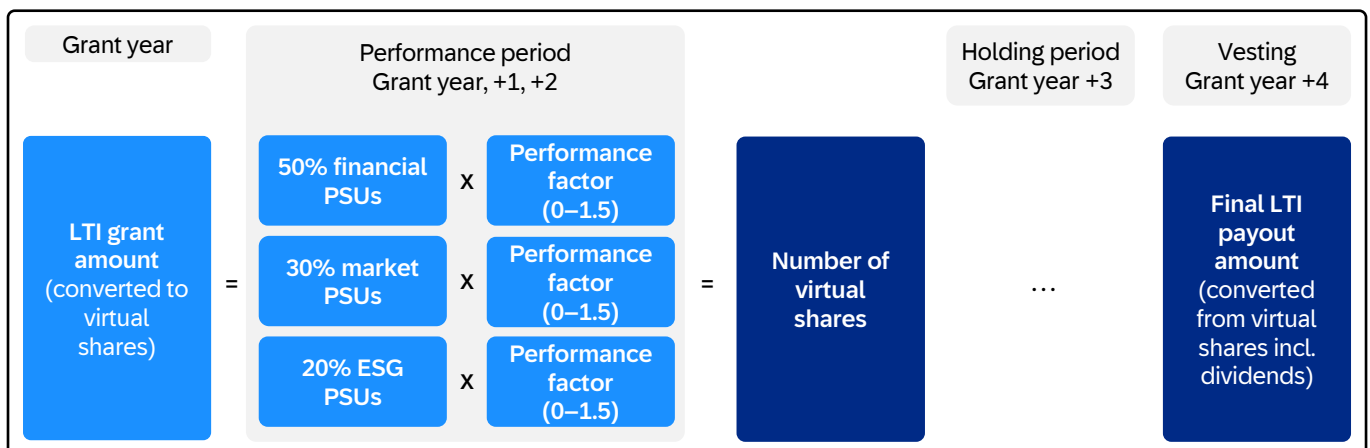 Grant year
Performance period
Grant year, +1, +2
Holding period
Grant year +3
Vesting
Grant year +4
LTI grant
amount
(converted to
virtual
shares)
=
50% financial
PSUs
x
Performance
factor
(0–1.5)
30% market
PSUs
x
Performance
factor
(0–1.5)
20% ESG
PSUs
x
Performance
factor
(0–1.5)
=
Number of
virtual
shares
...
Final LTI
payout
amount
(converted
from virtual
shares incl.
dividends)